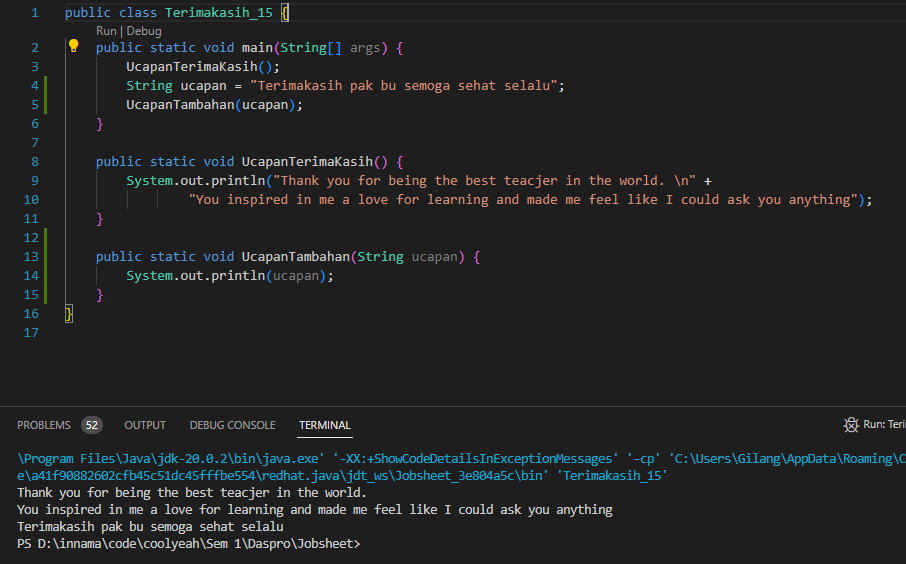 1 public class Terimakasih_15 {
Run | Debug
2 public static void main(String[] args) {
3 UcapanTerimaKasih();
4 String ucapan = "Terimakasih pak bu semoga sehat selalu";
5 UcapanTambahan(ucapan);
6 }
7
8 public static void UcapanTerimaKasih() {
9 System.out.println("Thank you for being the best teacjer in the world. \n" +
10 "You inspired in me a love for learning and made me feel like I could ask you anything");
11 }
12
13 public static void UcapanTambahan(String ucapan) {
14 System.out.println(ucapan);
15 }
16 }
17
PROBLEMS 52 OUTPUT DEBUG CONSOLE TERMINAL Run: Teri
\Program Files\Java\jdk-20.0.2\bin\java.exe' '-XX:+ShowCodeDetailsInExceptionMessages' '-cp' 'C:\Users\Gilang\AppData\Roaming\C
e\a41f90882602cfb45c51dc45fffbe554\redhat.java\jdt_ws\Jobsheet_3e804a5c\bin' 'Terimakasih_15'
Thank you for being the best teacjer in the world.
You inspired in me a love for learning and made me feel like I could ask you anything
Terimakasih pak bu semoga sehat selalu
PS D:\innama\code\coolyeah\Sem 1\Daspro\Jobsheet>